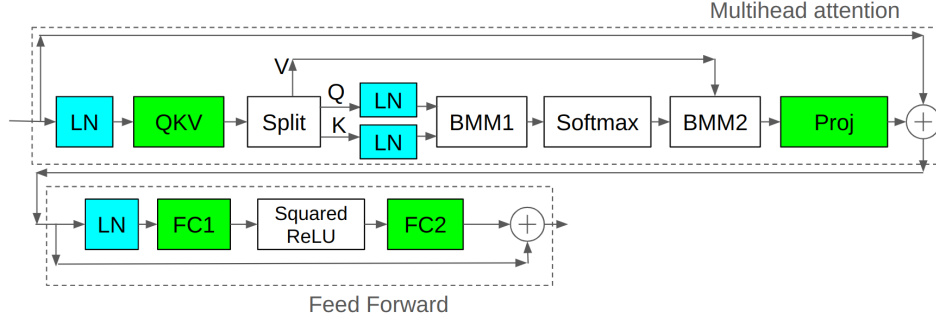 Multihead attention
V
Q
K
LN
QKV
Split
LN
LN
BMM1
Softmax
BMM2
Proj
LN
FC1
Squared
ReLU
FC2
Feed Forward